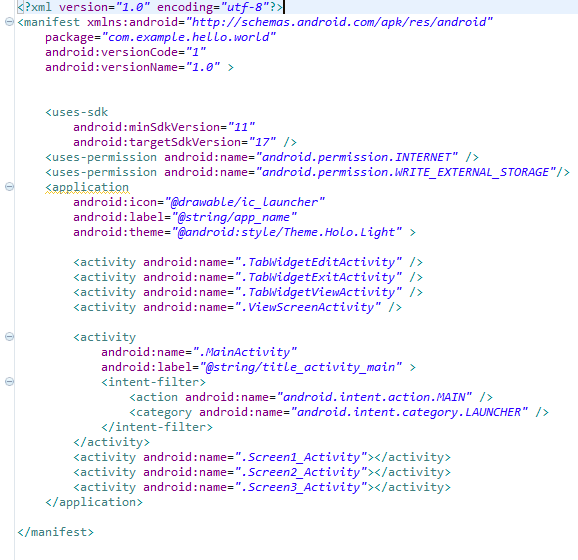 <?xml version="1.0" encoding="utf-8"?>
<manifest xmlns:android="http://schemas.android.com/apk/res/android"
    package="com.example.hello.world"
    android:versionCode="1"
    android:versionName="1.0" >

    <uses-sdk
        android:minSdkVersion="11"
        android:targetSdkVersion="17" />
    <uses-permission android:name="android.permission.INTERNET" />
    <uses-permission android:name="android.permission.WRITE_EXTERNAL_STORAGE"/>
    <application
        android:icon="@drawable/ic_launcher"
        android:label="@string/app_name"
        android:theme="@android:style/Theme.Holo.Light" >

        <activity android:name=".TabWidgetEditActivity" />
        <activity android:name=".TabWidgetExitActivity" />
        <activity android:name=".TabWidgetViewActivity" />
        <activity android:name=".ViewScreenActivity" />

        <activity
            android:name=".MainActivity"
            android:label="@string/title_activity_main" >
            <intent-filter>
                <action android:name="android.intent.action.MAIN" />
                <category android:name="android.intent.category.LAUNCHER" />
            </intent-filter>
        </activity>
        <activity android:name=".Screen1_Activity"></activity>
        <activity android:name=".Screen2_Activity"></activity>
        <activity android:name=".Screen3_Activity"></activity>
    </application>

</manifest>